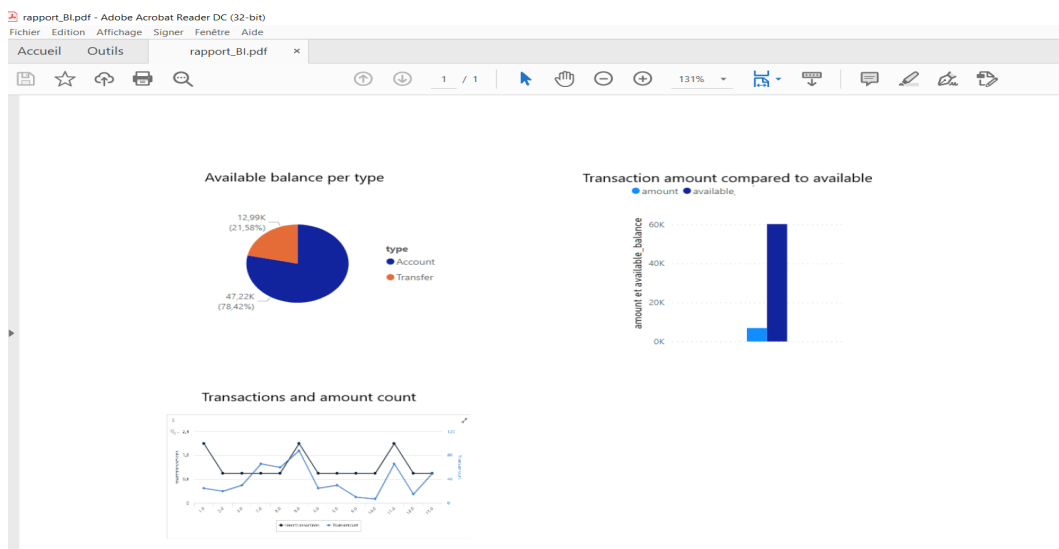 rapport_BI.pdf - Adobe Acrobat Reader DC (32-bit)
Fichier Edition Affichage Signer Fenêtre Aide
Accueil Outils rapport_BI.pdf ×
1 / 1 131%
Available balance per type
12,99K
(21,58%)
type
Account
Transfer
47,22K
(78,42%)
Transaction amount compared to available
amount available_
amount et available_balance
60K
40K
20K
0K
Transactions and amount count